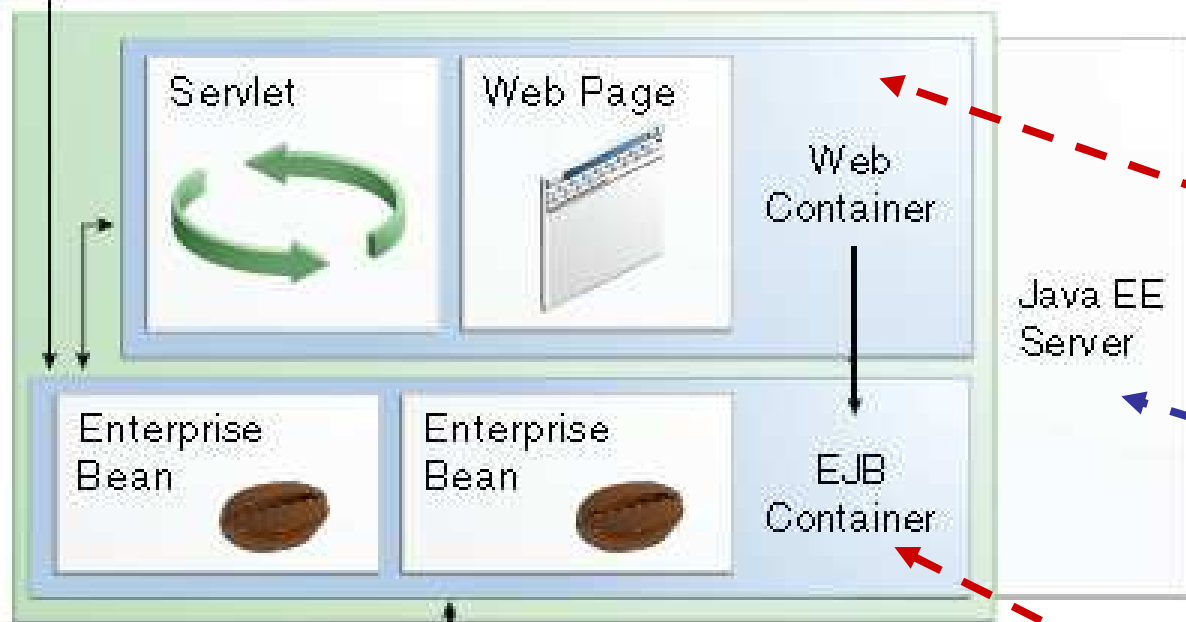 Servlet
Web Page
Web
Container
Java EE
Server
Enterprise
Bean
Enterprise
Bean
EJB
Container